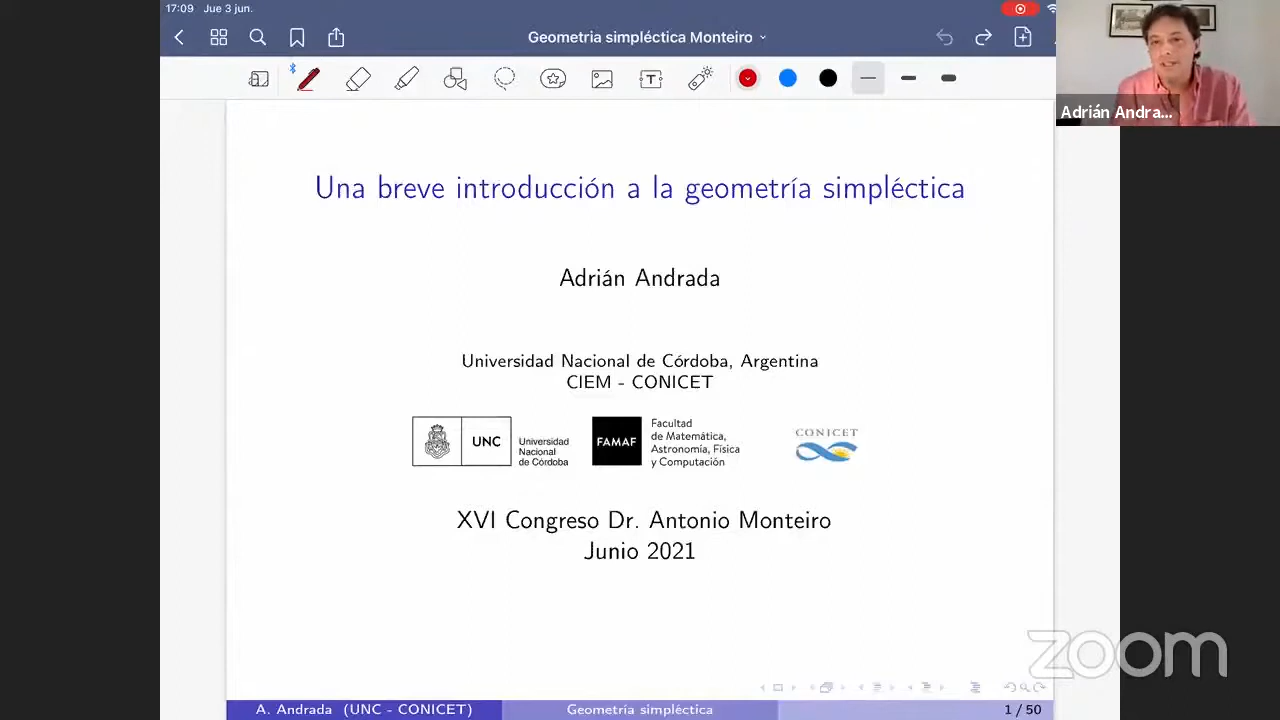 17:09 Jue 3 jun.
Geometria simpléctica Monteiro
Adrián Andra...
Una breve introducción a la geometría simpléctica
Adrián Andrada
Universidad Nacional de Córdoba, Argentina
CIEM - CONICET
UNC
Universidad
Nacional
de Córdoba
FAMAF
Facultad
de Matemática,
Astronomía, Física
y Computación
CONICET
XVI Congreso Dr. Antonio Monteiro
Junio 2021
zoom
A. Andrada (UNC - CONICET)
Geometría simpléctica
1 / 50